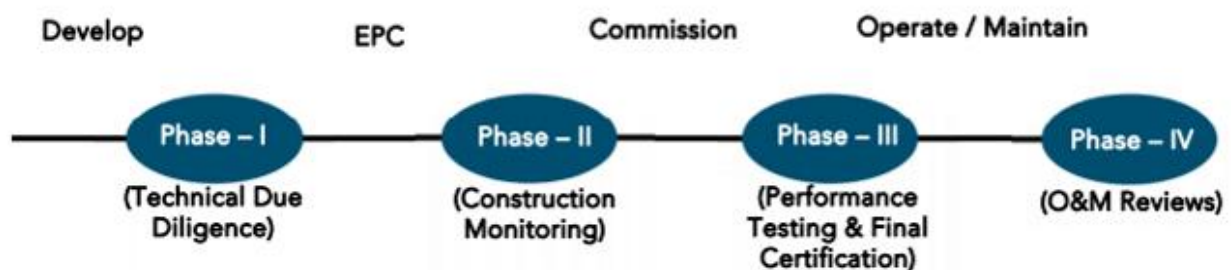 Develop
EPC
Commission
Operate / Maintain
Phase – I
Phase – II
Phase – III
Phase – IV
(Technical Due
Diligence)
(Construction
Monitoring)
(Performance
Testing & Final
Certification)
(O&M Reviews)